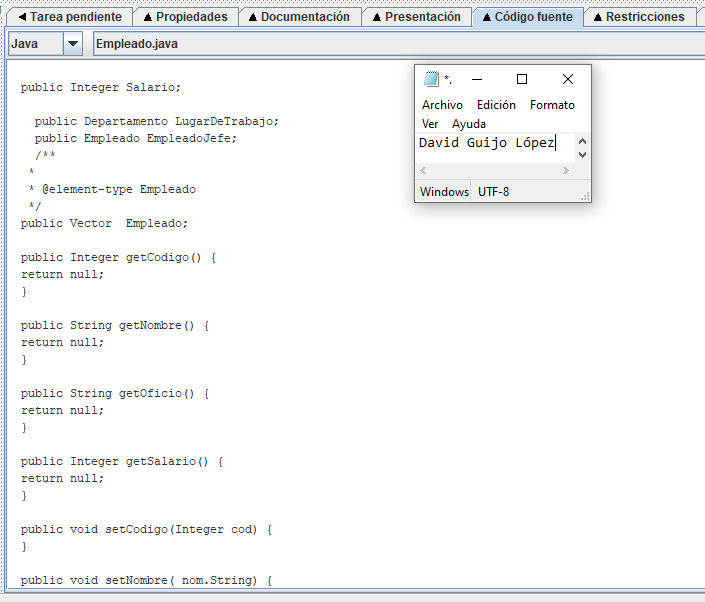 Tarea pendiente Propiedades Documentación Presentación Código fuente Restricciones
Java Empleado.java
public Integer Salario;
public Departamento LugarDeTrabajo;
public Empleado EmpleadoJefe;
/**
*
* @element-type Empleado
*/
public Vector  Empleado;
public Integer getCodigo() {
return null;
}
public String getNombre() {
return null;
}
public String getOficio() {
return null;
}
public Integer getSalario() {
return null;
}
public void setCodigo(Integer cod) {
}
public void setNombre( nom.String) {
*.
Archivo Edición Formato
Ver Ayuda
David Guijo López
Windows UTF-8